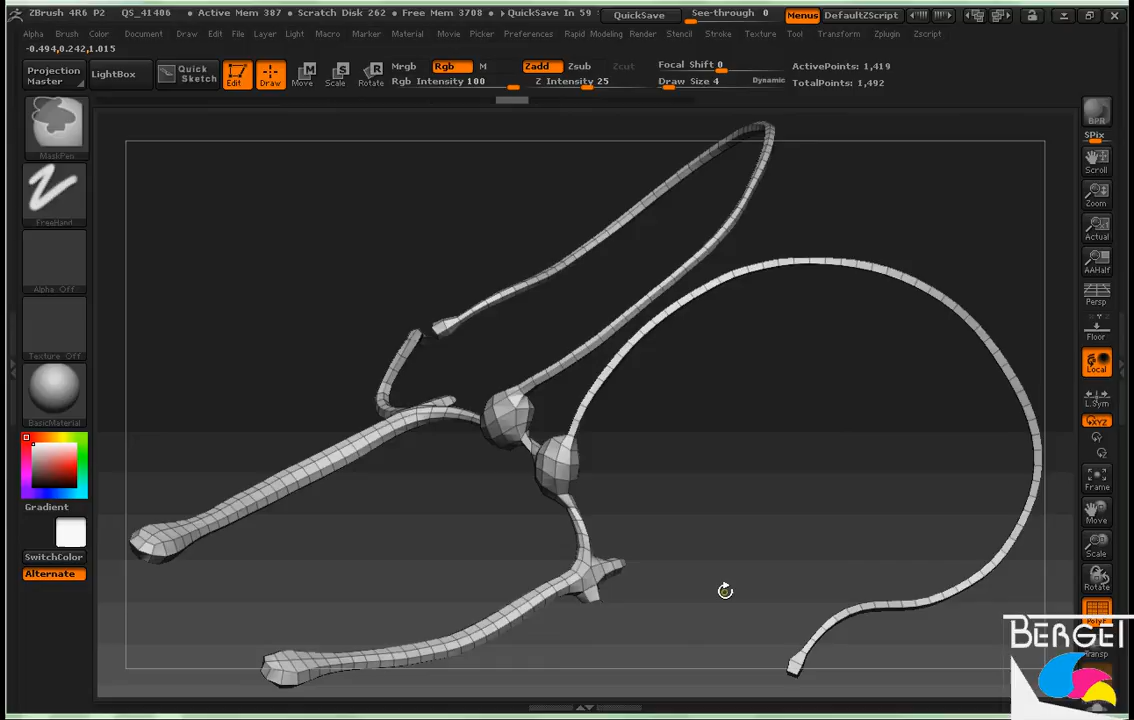 ZBrush 4R6 P2 QS_41406 • Active Mem 387 • Scratch Disk 262 • Free Mem 3708 • ▸QuickSave In 59 QuickSave See-through 0 Menus DefaultZScript
Alpha Brush Color Document Draw Edit File Layer Light Macro Marker Material Movie Picker Preferences Rapid Modeling Render Stencil Stroke Texture Tool Transform Zplugin Zscript
-0.494,0.242,1.015
Projection Master
LightBox
Quick Sketch
Edit
Draw
Move
Scale
Rotate
Mrgb Rgb M
Rgb Intensity 100
Zadd Zsub Zcut
Z Intensity 25
Focal Shift 0
Draw Size 4 Dynamic
ActivePoints: 1,419
TotalPoints: 1,492
MaskPen
FreeHand
Alpha Off
Texture Off
BasicMaterial
Gradient
SwitchColor
Alternate
BPR
SPix
Scroll
Zoom
Actual
AAHalf
Persp
Floor
Local
L.Sym
XYZ
Frame
Move
Scale
Rotate
PolyF
Transp
BERGEI